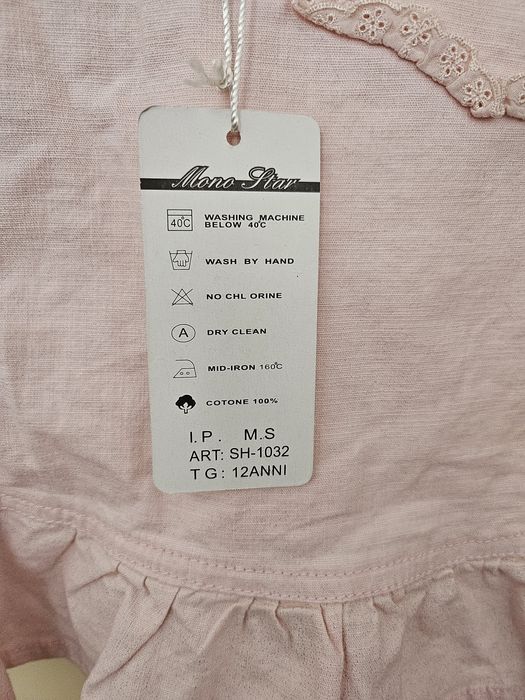 Mono Star
40°C WASHING MACHINE
BELOW 40°C
WASH BY HAND
NO CHL ORINE
A DRY CLEAN
MID-IRON 160°C
COTONE 100%
I.P. M.S
ART: SH-1032
TG: 12ANNI